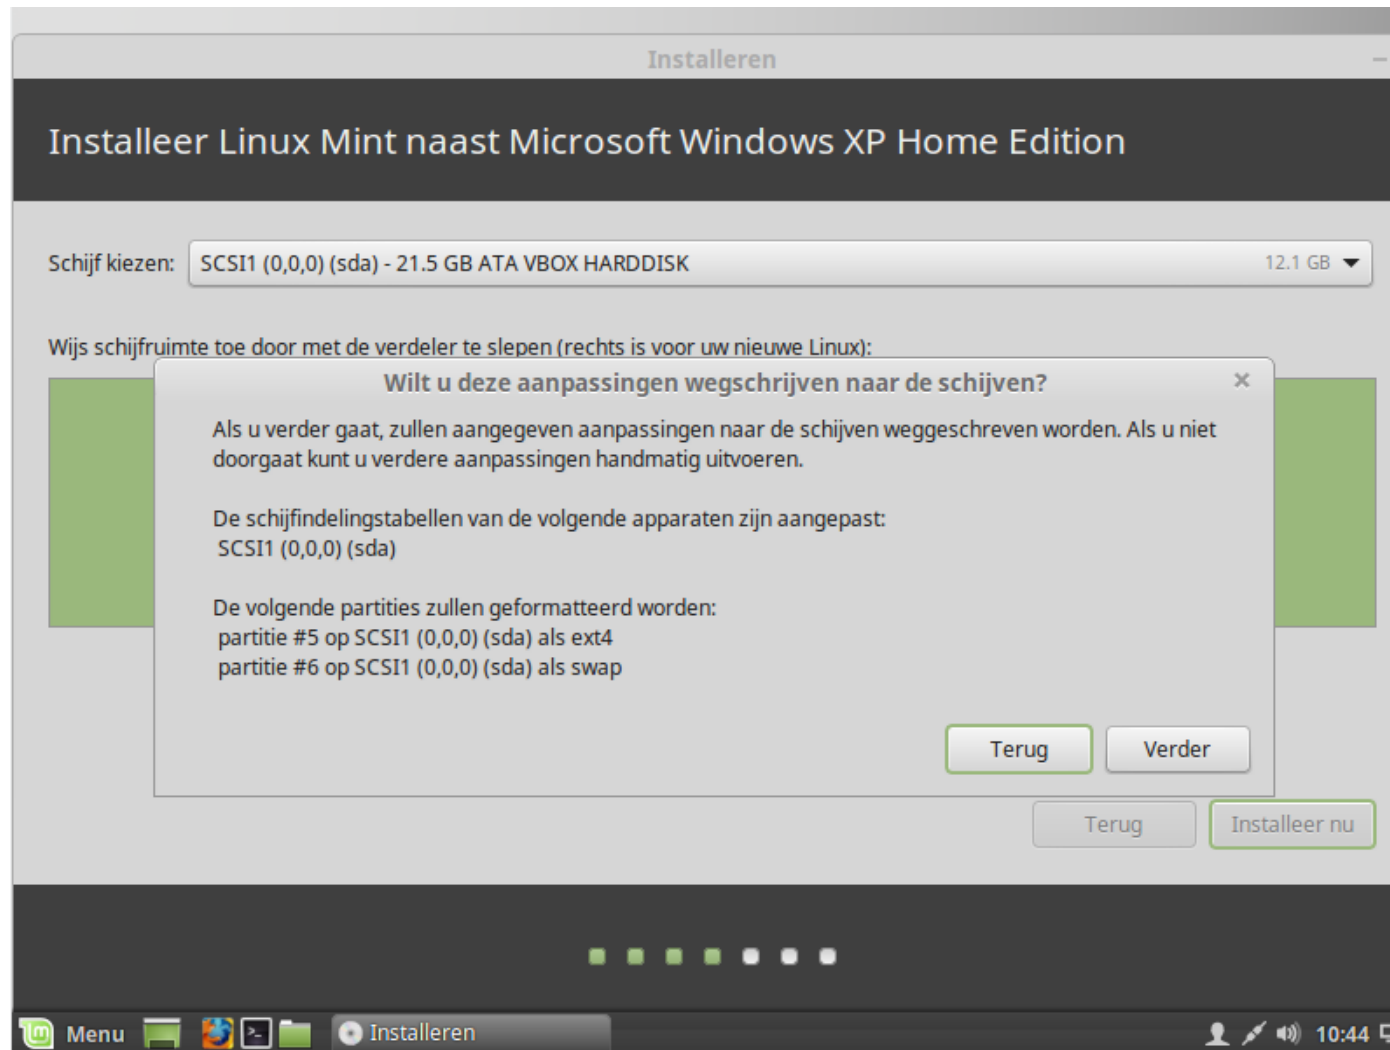 Installeren
Installeer Linux Mint naast Microsoft Windows XP Home Edition
Schijf kiezen: SCSI1 (0,0,0) (sda) - 21.5 GB ATA VBOX HARDDISK 12.1 GB
Wijs schijfruimte toe door met de verdeler te slepen (rechts is voor uw nieuwe Linux):
Wilt u deze aanpassingen wegschrijven naar de schijven?
Als u verder gaat, zullen aangegeven aanpassingen naar de schijven weggeschreven worden. Als u niet
doorgaat kunt u verdere aanpassingen handmatig uitvoeren.
De schijfindelingstabellen van de volgende apparaten zijn aangepast:
SCSI1 (0,0,0) (sda)
De volgende partities zullen geformatteerd worden:
partitie #5 op SCSI1 (0,0,0) (sda) als ext4
partitie #6 op SCSI1 (0,0,0) (sda) als swap
Terug Verder
Terug Installeer nu
Menu Installeren 10:44